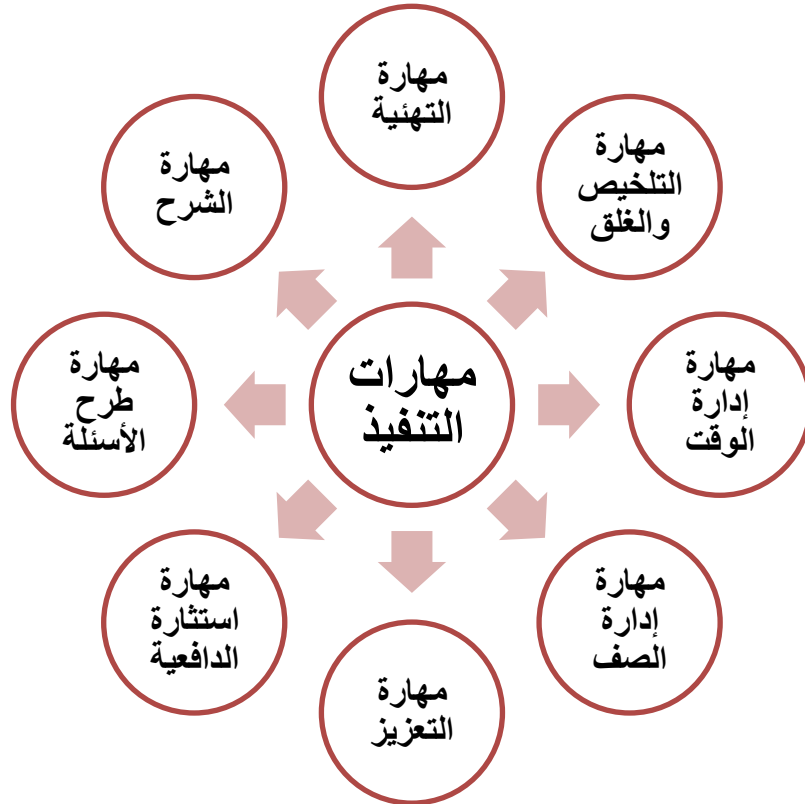 مهارة
التهئية
مهارة
التلخيص
والغلق
مهارة
إدارة
الوقت
مهارة
إدارة
الصف
مهارة
التعزيز
مهارة
استثارة
الدافعية
مهارة
طرح
الأسئلة
مهارة
الشرح
مهارات
التنفيذ